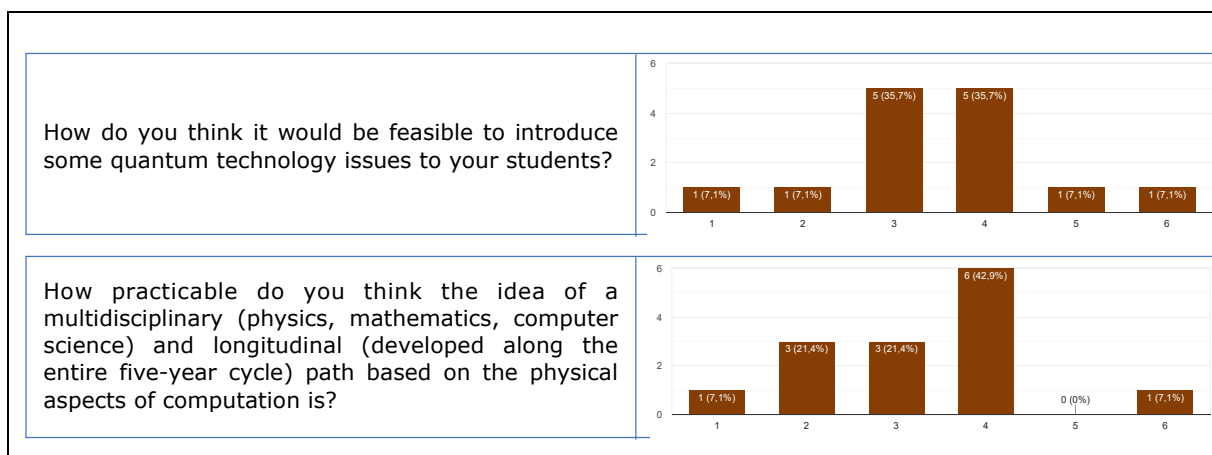 How do you think it would be feasible to introduce
some quantum technology issues to your students?
6
4
2
0
1 (7,1%)
1 (7,1%)
5 (35,7%)
5 (35,7%)
1 (7,1%)
1 (7,1%)
1 2 3 4 5 6
How practicable do you think the idea of a
multidisciplinary (physics, mathematics, computer
science) and longitudinal (developed along the
entire five-year cycle) path based on the physical
aspects of computation is?
6
4
2
0
1 (7,1%)
3 (21,4%)
3 (21,4%)
6 (42,9%)
0 (0%)
1 (7,1%)
1 2 3 4 5 6